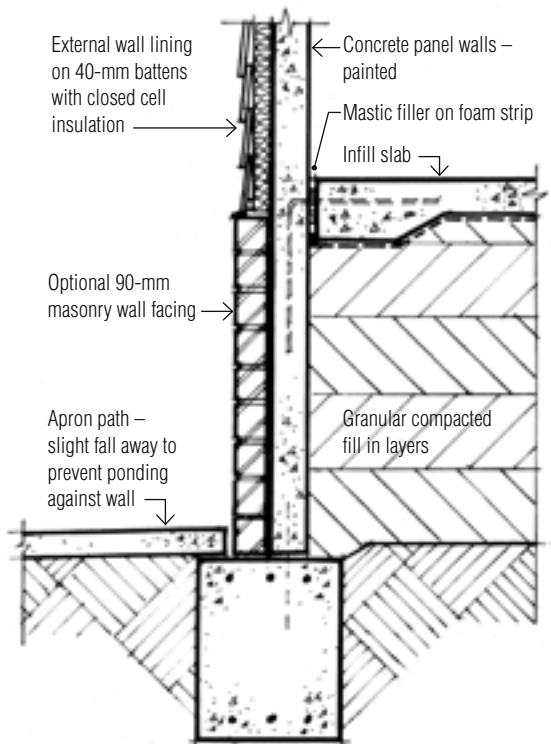 External wall lining
on 40-mm battens
with closed cell
insulation
Concrete panel walls –
painted
Mastic filler on foam strip
Infill slab
Optional 90-mm
masonry wall facing
Apron path –
slight fall away to
prevent ponding
against wall
Granular compacted
fill in layers